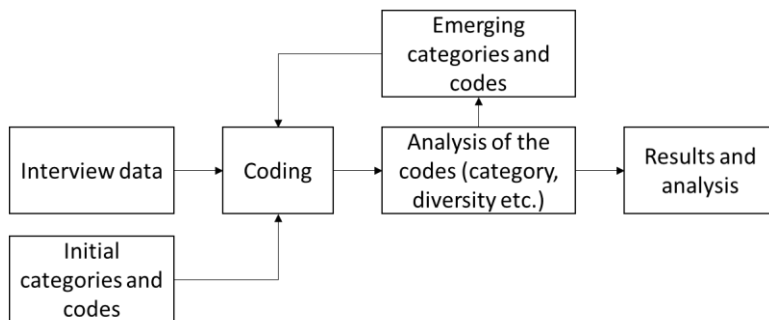 Emerging
categories and
codes
Interview data
Coding
Analysis of the
codes (category,
diversity etc.)
Results and
analysis
Initial
categories and
codes